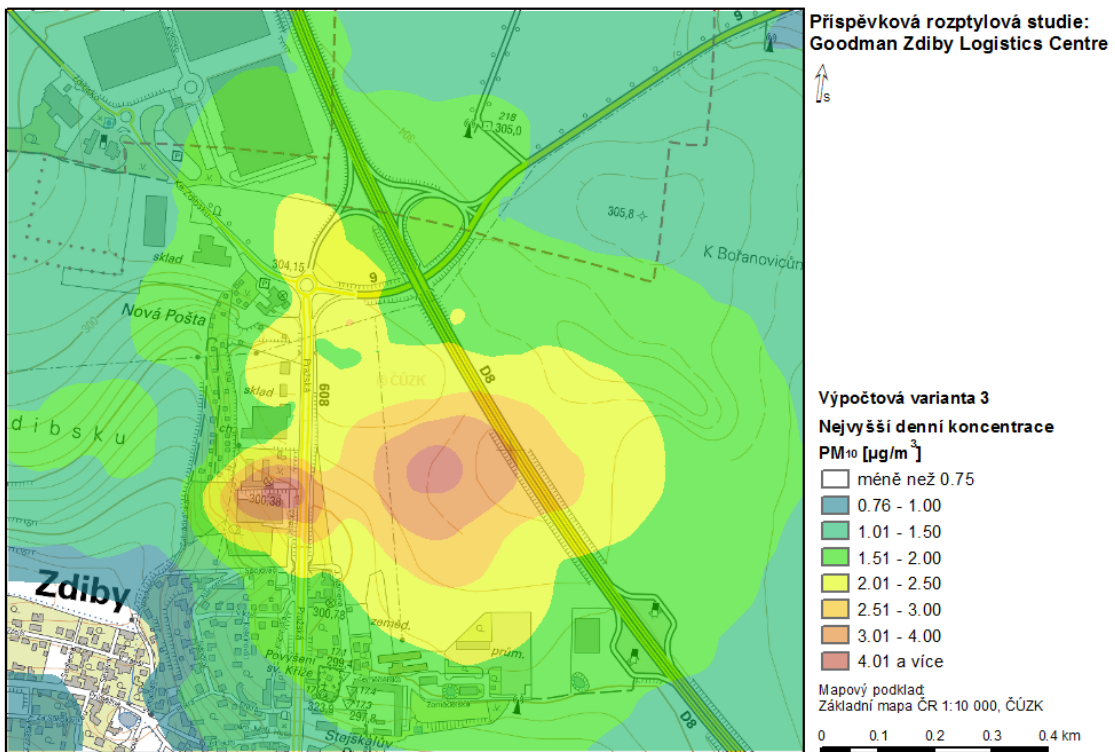 Příspěvková rozptylová studie:
Goodman Zdiby Logistics Centre
S
Výpočtová varianta 3
Nejvyšší denní koncentrace
PM10 [µg/m3]
méně než 0.75
0.76 - 1.00
1.01 - 1.50
1.51 - 2.00
2.01 - 2.50
2.51 - 3.00
3.01 - 4.00
4.01 a více
Mapový podklad:
Základní mapa ČR 1:10 000, ČÚZK
0 0.1 0.2 0.3 0.4 km
9
218
305,0
305,8
K Bořanovicům
sklad
304,15
9
Nová Pošta
300
Pražská
608
© ČÚZK
D8
sklad
ch.
dibsku
300,38
Zdiby
300,78
Pražská
zeměd.
prům.
Povýšení
sv. Kříže
D8
Stejskalův